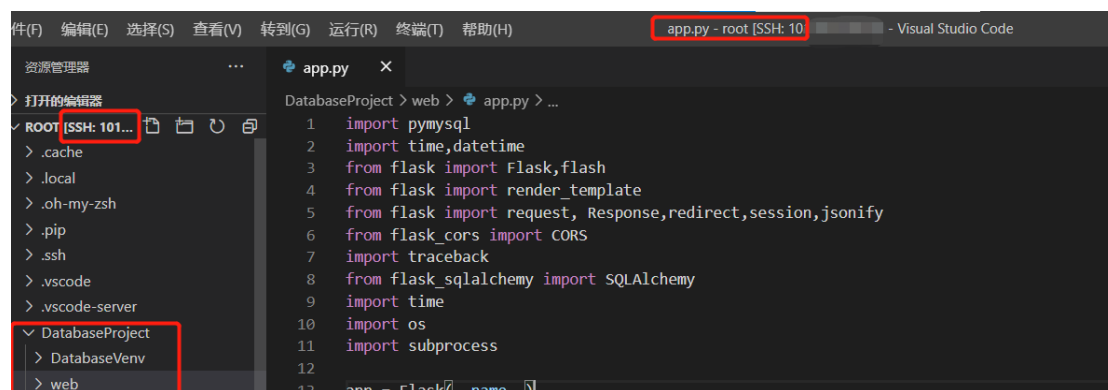 件(F) 编辑(E) 选择(S) 查看(V) 转到(G) 运行(R) 终端(T) 帮助(H) app.py - root [SSH: 10 - Visual Studio Code
资源管理器 ... app.py ×
打开的编辑器
DatabaseProject > web > app.py > ...
ROOT [SSH: 101...
.cache
.local
.oh-my-zsh
.pip
.ssh
.vscode
.vscode-server
DatabaseProject
DatabaseVenv
web
1 import pymysql
2 import time,datetime
3 from flask import Flask,flash
4 from flask import render_template
5 from flask import request, Response,redirect,session,jsonify
6 from flask_cors import CORS
7 import traceback
8 from flask_sqlalchemy import SQLAlchemy
9 import time
10 import os
11 import subprocess
12
13 app = Flask(__name__)